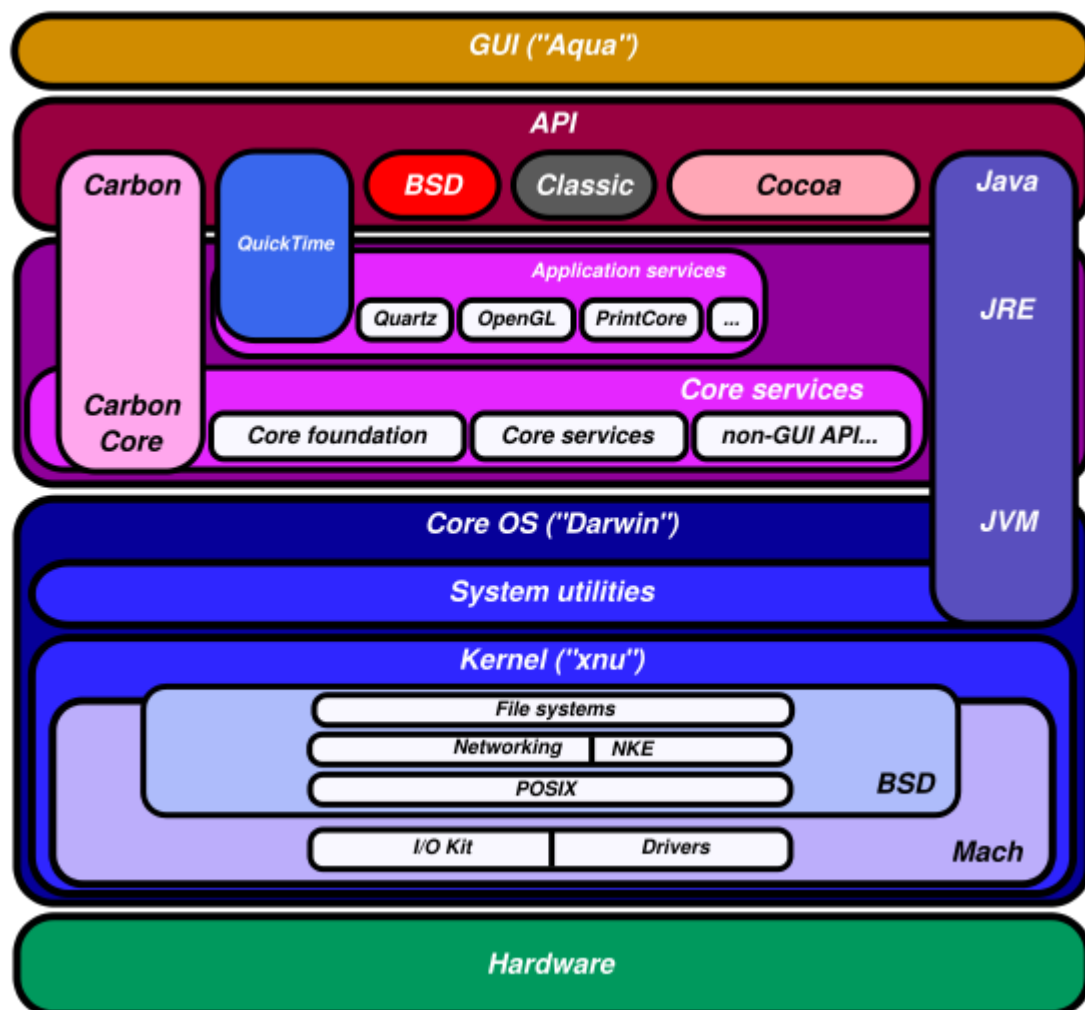 GUI ("Aqua")
API
Carbon
QuickTime
BSD
Classic
Cocoa
Java
Application services
Quartz
OpenGL
PrintCore
...
JRE
Core services
Carbon
Core
Core foundation
Core services
non-GUI API...
Core OS ("Darwin")
JVM
System utilities
Kernel ("xnu")
File systems
Networking
NKE
POSIX
BSD
I/O Kit
Drivers
Mach
Hardware